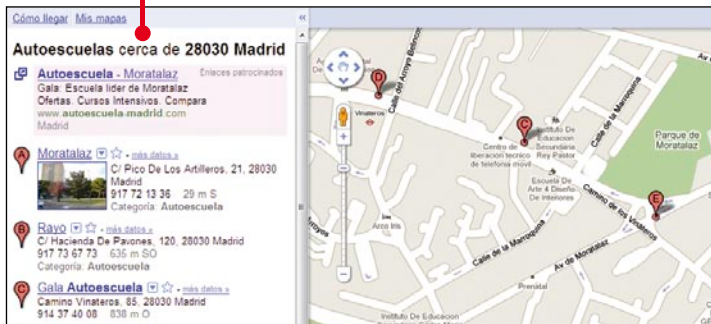 Cómo llegar Mis mapas «
Autoescuelas cerca de 28030 Madrid
Autoescuela - Moratalaz Enlaces patrocinados
Gala: Escuela lider de Moratalaz
Ofertas. Cursos Intensivos. Compara
www.autoescuela-madrid.com
Madrid
A Moratalaz - más datos »
C/ Pico De Los Artilleros, 21, 28030
Madrid
917 72 13 36 29 m S
Categoría: Autoescuela
B Rayo - más datos »
C/ Hacienda De Pavones, 120, 28030 Madrid
917 73 67 73 635 m SO
Categoría: Autoescuela
C Gala Autoescuela - más datos »
Camino Vinateros, 85, 28030 Madrid
914 37 40 08 838 m O
D
Calle del Arroyo Belincoso
Vinateros
C
Centro de
liberacion tecnico
de telefonia movil
Instituto De
Educacion
Secundaria
Rey Pastor
Calle de la Marroquina
Parque de
Moratalaz
Escuela De
Arte 4 Diseño
De Interiores
Camino de los Vinateros
E
Arco Iris
Calle de la Marroquina
Av de Moratalaz
Prenatal
Instituto De Educacion